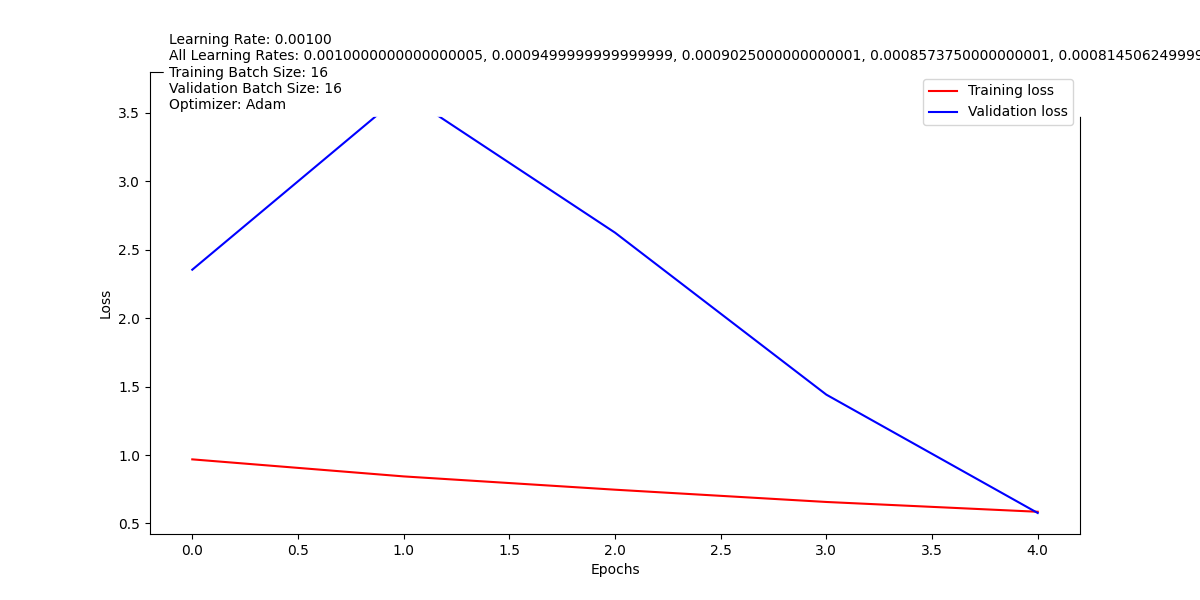 Learning Rate: 0.00100
All Learning Rates: 0.0010000000000000005, 0.0009499999999999999, 0.0009025000000000001, 0.0008573750000000001, 0.0008145062499999
Training Batch Size: 16
Validation Batch Size: 16
Optimizer: Adam
Training loss
Validation loss
3.5
3.0
2.5
2.0
1.5
1.0
0.5
Loss
0.0 0.5 1.0 1.5 2.0 2.5 3.0 3.5 4.0
Epochs